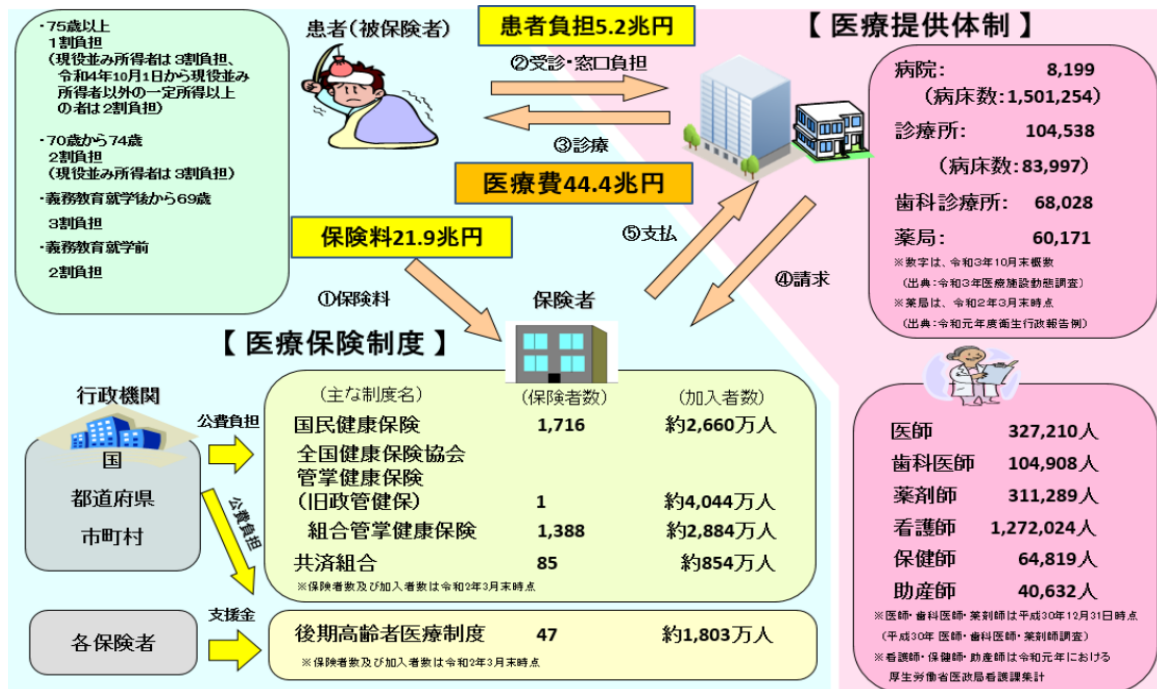 ・75歳以上
1割負担
(現役並み所得者は3割負担、
令和4年10月1日から現役並み
所得者以外の一定所得以上
の者は2割負担)
・70歳から74歳
2割負担
(現役並み所得者は3割負担)
・義務教育就学後から69歳
3割負担
・義務教育就学前
2割負担
患者(被保険者)
患者負担5.2兆円
②受診・窓口負担
③診療
医療費44.4兆円
保険料21.9兆円
①保険料
⑤支払
④請求
保険者
【 医療提供体制 】
病院: 8,199
(病床数:1,501,254)
診療所: 104,538
(病床数:83,997)
歯科診療所: 68,028
薬局: 60,171
※数字は、令和3年10月末概数
(出典:令和3年医療施設動態調査)
※薬局は、令和2年3月末時点
(出典:令和元年度衛生行政報告例)
【 医療保険制度 】
行政機関
国
都道府県
市町村
公費負担
公費負担
(主な制度名) (保険者数) (加入者数)
国民健康保険 1,716 約2,660万人
全国健康保険協会
管掌健康保険
(旧政管健保) 1 約4,044万人
組合管掌健康保険 1,388 約2,884万人
共済組合 85 約854万人
※保険者数及び加入者数は令和2年3月末時点
各保険者
支援金
後期高齢者医療制度 47 約1,803万人
※保険者数及び加入者数は令和2年3月末時点
医師 327,210人
歯科医師 104,908人
薬剤師 311,289人
看護師 1,272,024人
保健師 64,819人
助産師 40,632人
※医師・歯科医師・薬剤師は平成30年12月31日時点
(平成30年 医師・歯科医師・薬剤師調査)
※看護師・保健師・助産師は令和元年における
厚生労働省医政局看護課集計